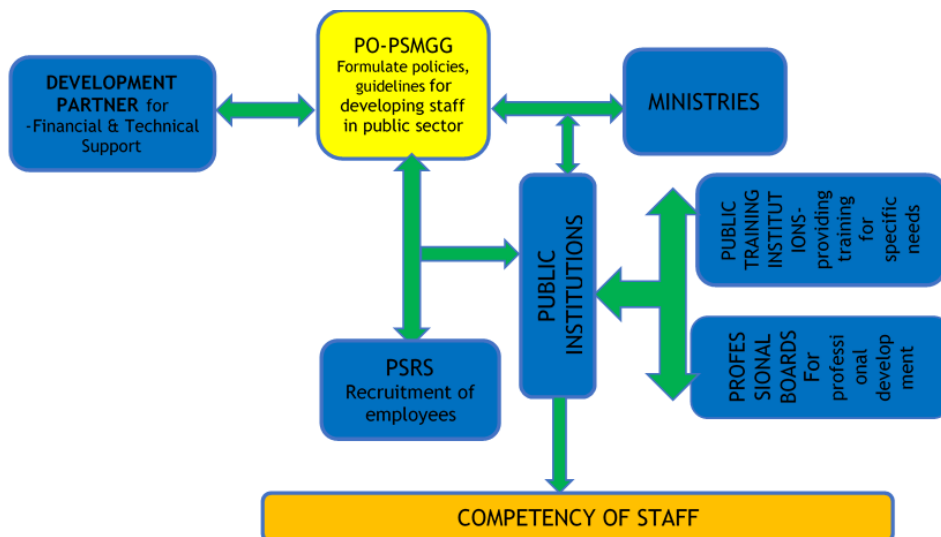 PO-PSMGG
Formulate policies,
guidelines for
developing staff
in public sector
DEVELOPMENT
PARTNER for
-Financial & Technical
Support
MINISTRIES
PUBLIC
INSTITUTIONS
PUBLIC
TRAINING
INSTITUT
IONS-
providing
training
for
specific
needs
PSRS
Recruitment of
employees
PROFES
SIONAL
BOARDS
For
professi
onal
develop
ment
COMPETENCY OF STAFF